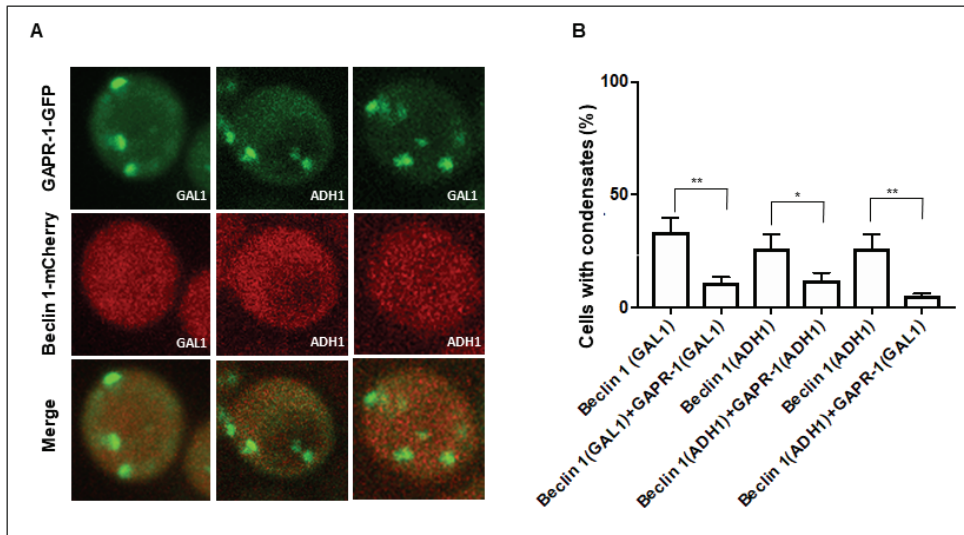 A
GAPR-1-GFP
GAL1
ADH1
GAL1
Beclin 1-mCherry
GAL1
ADH1
ADH1
Merge
B
Cells with condensates (%)
100
50
0
**
*
**
Beclin 1(GAL1)
Beclin 1(GAL1)+GAPR-1(GAL1)
Beclin 1(ADH1)
Beclin 1(ADH1)+GAPR-1(ADH1)
Beclin 1(ADH1)
Beclin 1(ADH1)+GAPR-1(GAL1)